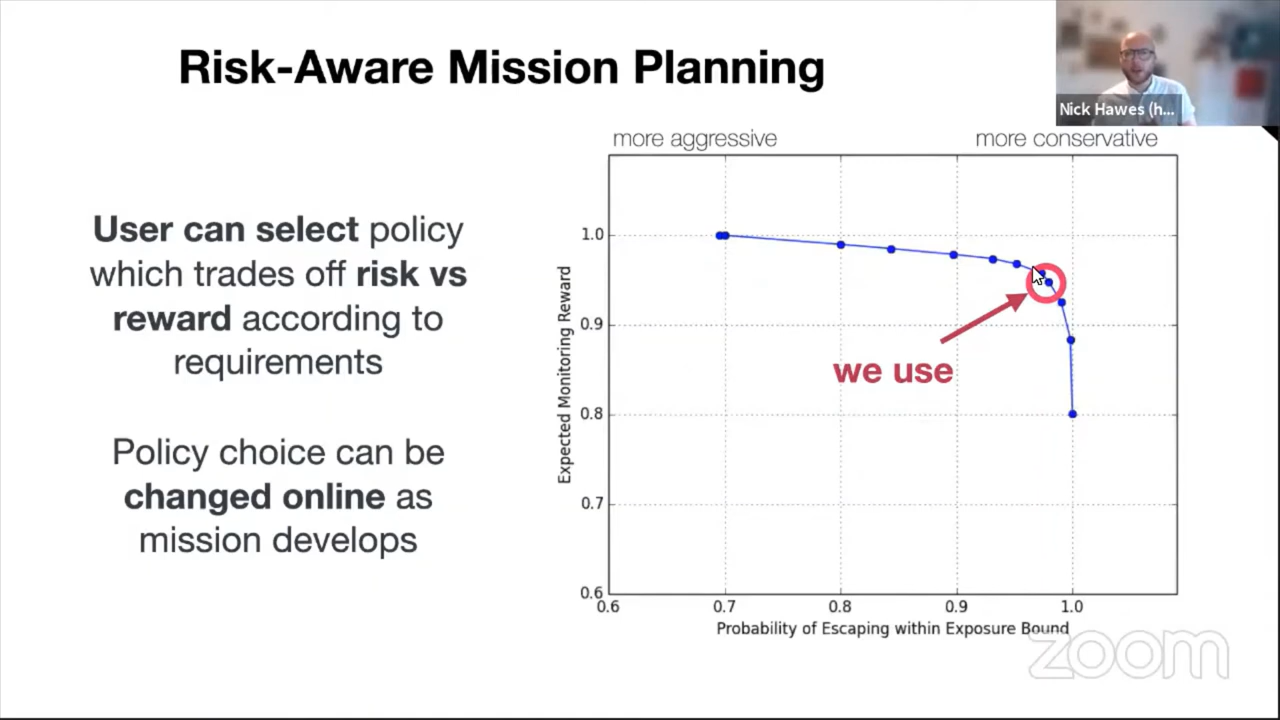 Risk-Aware Mission Planning
Nick Hawes (h...
User can select policy
which trades off risk vs
reward according to
requirements
Policy choice can be
changed online as
mission develops
more aggressive
more conservative
1.0
0.9
0.8
0.7
0.6
Expected Monitoring Reward
we use
0.6
0.7
0.8
0.9
1.0
Probability of Escaping within Exposure Bound
zoom